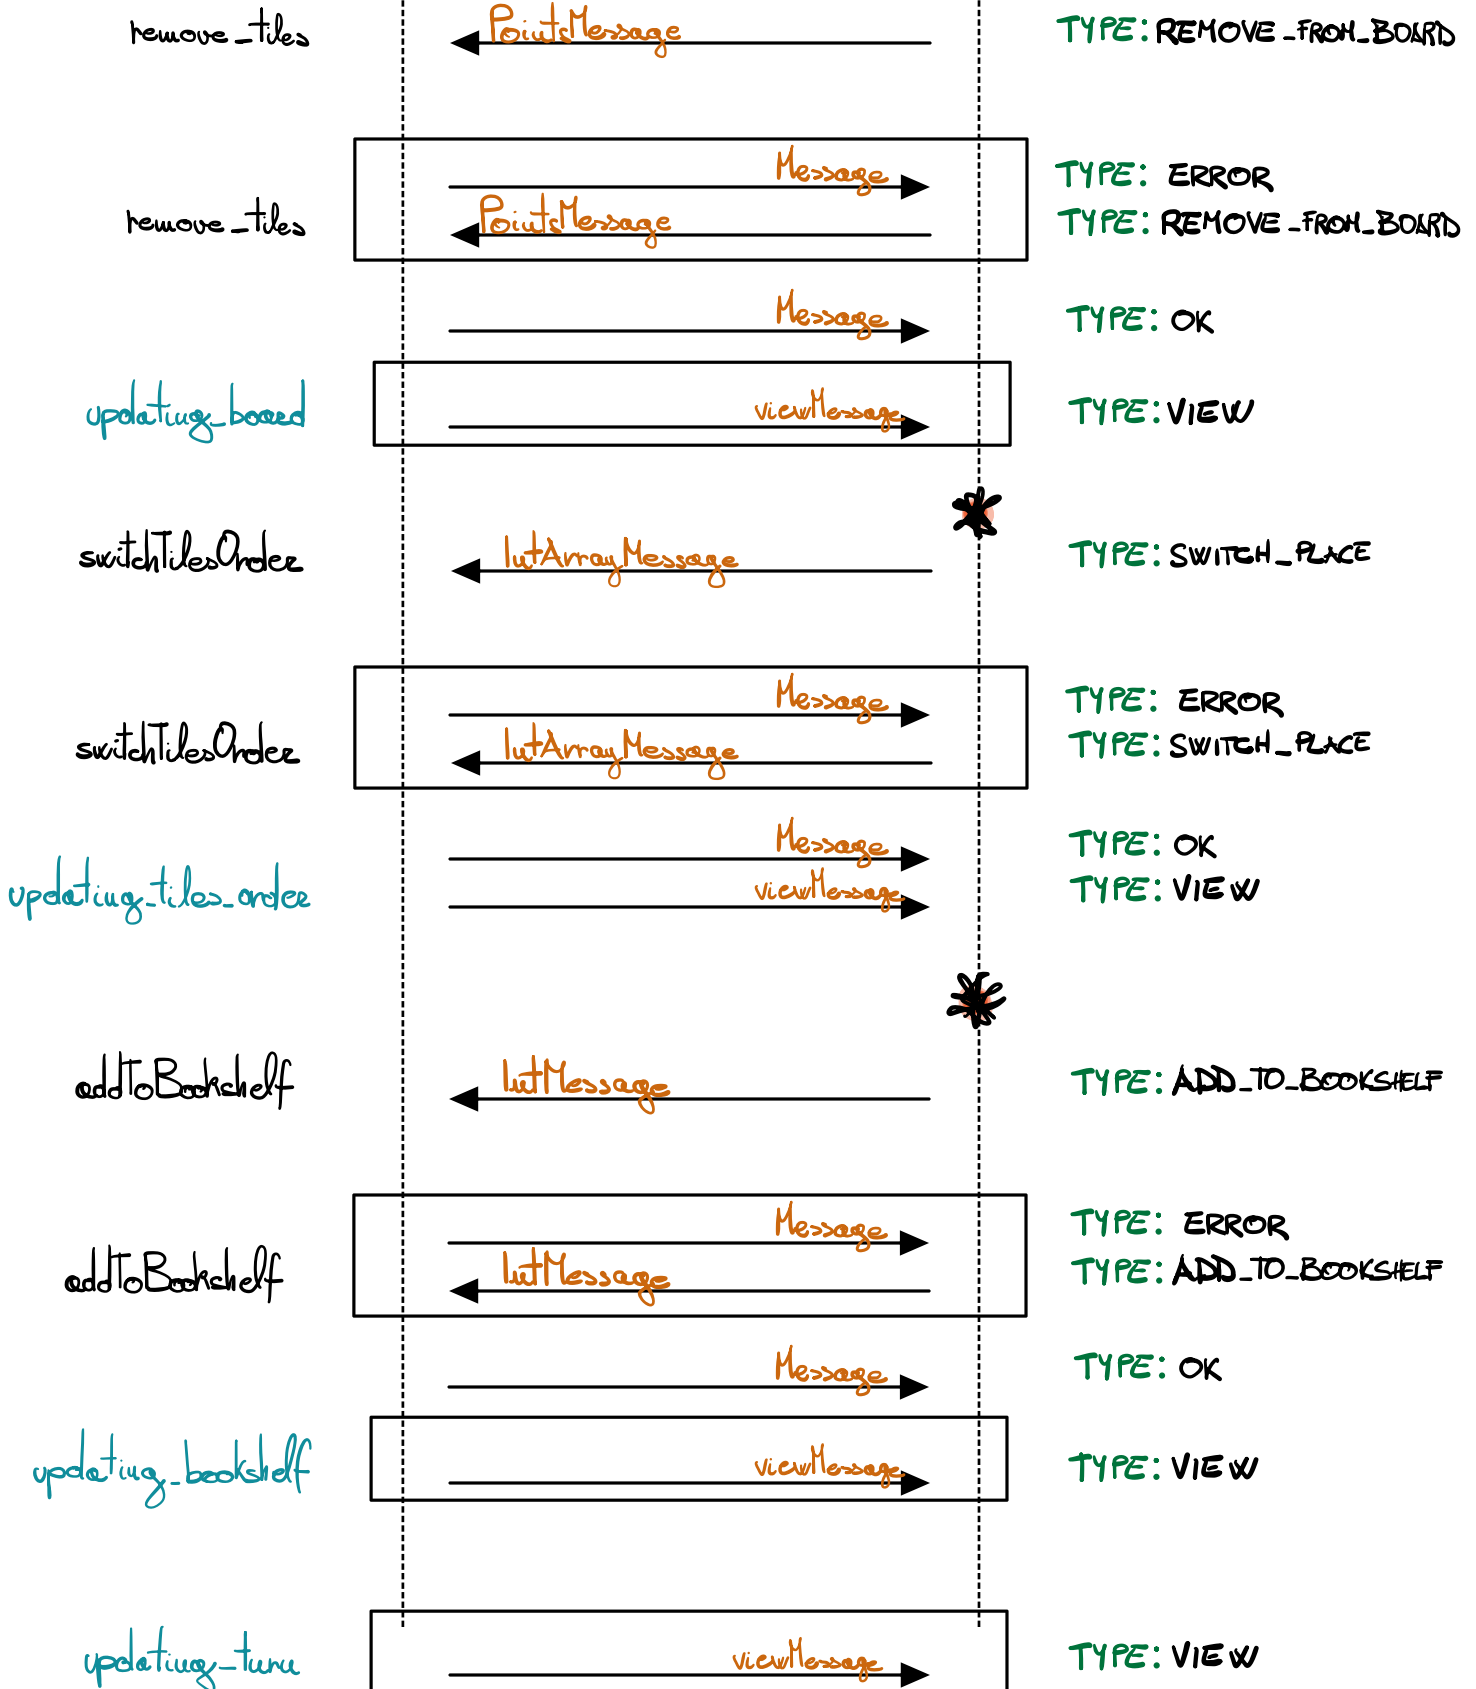 remove_tiles PointsMessage TYPE: REMOVE_FROM_BOARD
Message TYPE: ERROR
remove_tiles PointsMessage TYPE: REMOVE_FROM_BOARD
Message TYPE: OK
updating_board viewMessage TYPE: VIEW
switchTilesOrder IntArrayMessage TYPE: SWITCH_PLACE
Message TYPE: ERROR
switchTilesOrder IntArrayMessage TYPE: SWITCH_PLACE
Message TYPE: OK
updating_tiles_order viewMessage TYPE: VIEW
addToBookshelf IntMessage TYPE: ADD_TO_BOOKSHELF
Message TYPE: ERROR
addToBookshelf IntMessage TYPE: ADD_TO_BOOKSHELF
Message TYPE: OK
updating_bookshelf viewMessage TYPE: VIEW
updating_turn viewMessage TYPE: VIEW